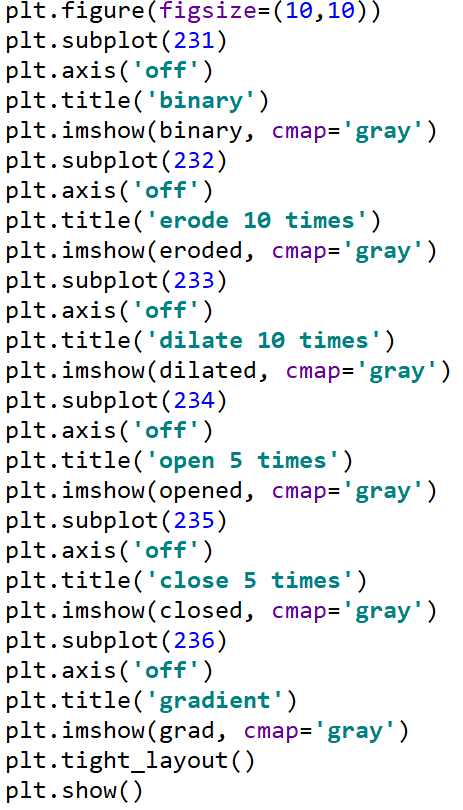 plt.figure(figsize=(10,10))
plt.subplot(231)
plt.axis('off')
plt.title('binary')
plt.imshow(binary, cmap='gray')
plt.subplot(232)
plt.axis('off')
plt.title('erode 10 times')
plt.imshow(eroded, cmap='gray')
plt.subplot(233)
plt.axis('off')
plt.title('dilate 10 times')
plt.imshow(dilated, cmap='gray')
plt.subplot(234)
plt.axis('off')
plt.title('open 5 times')
plt.imshow(opened, cmap='gray')
plt.subplot(235)
plt.axis('off')
plt.title('close 5 times')
plt.imshow(closed, cmap='gray')
plt.subplot(236)
plt.axis('off')
plt.title('gradient')
plt.imshow(grad, cmap='gray')
plt.tight_layout()
plt.show()